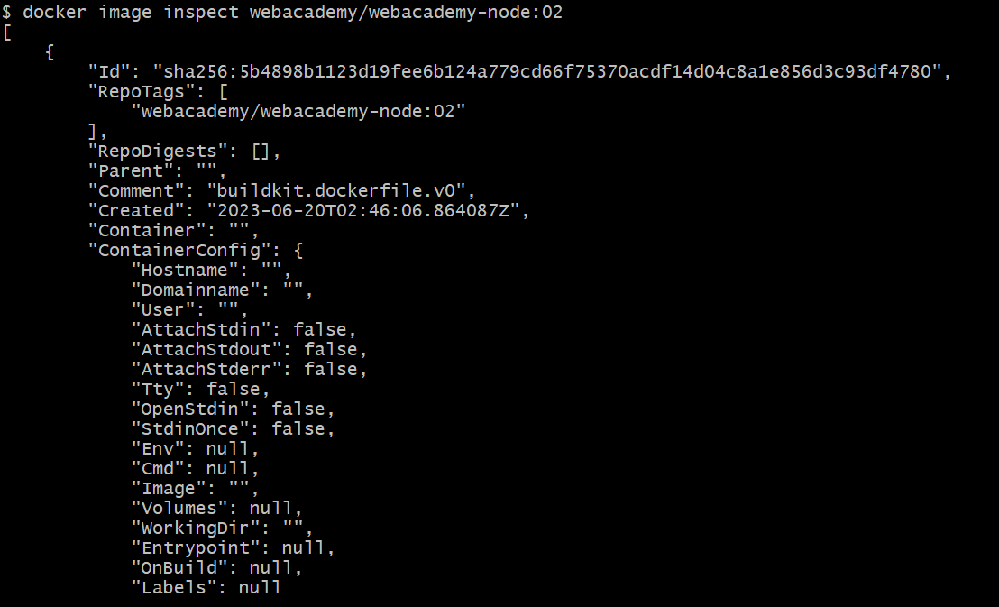 $ docker image inspect webacademy/webacademy-node:02
[
    {
        "Id": "sha256:5b4898b1123d19fee6b124a779cd66f75370acdf14d04c8a1e856d3c93df4780",
        "RepoTags": [
            "webacademy/webacademy-node:02"
        ],
        "RepoDigests": [],
        "Parent": "",
        "Comment": "buildkit.dockerfile.v0",
        "Created": "2023-06-20T02:46:06.864087Z",
        "Container": "",
        "ContainerConfig": {
            "Hostname": "",
            "Domainname": "",
            "User": "",
            "AttachStdin": false,
            "AttachStdout": false,
            "AttachStderr": false,
            "Tty": false,
            "OpenStdin": false,
            "StdinOnce": false,
            "Env": null,
            "Cmd": null,
            "Image": "",
            "Volumes": null,
            "WorkingDir": "",
            "Entrypoint": null,
            "OnBuild": null,
            "Labels": null